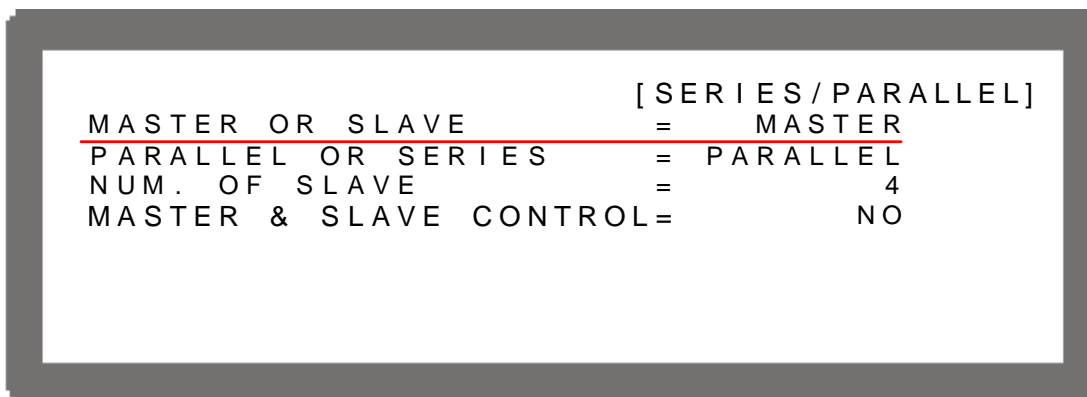 [SERIES/PARALLEL]
MASTER OR SLAVE = MASTER
PARALLEL OR SERIES = PARALLEL
NUM. OF SLAVE = 4
MASTER & SLAVE CONTROL= NO